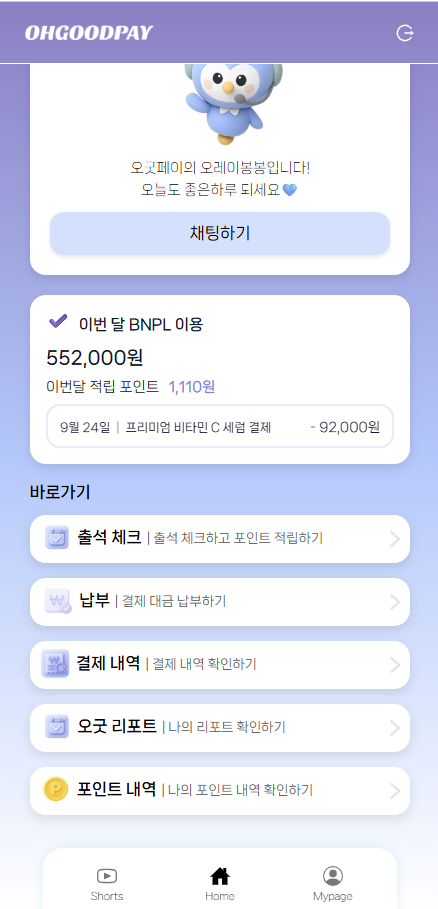 OHGOODPAY
오굿페이의 오레이봉봉입니다!
오늘도 좋은하루 되세요💙
채팅하기
이번 달 BNPL 이용
552,000원
이번달 적립 포인트 1,110원
9월 24일 | 프리미엄 비타민 C 세럼 결제 - 92,000원
바로가기
출석 체크 | 출석 체크하고 포인트 적립하기
납부 | 결제 대금 납부하기
결제 내역 | 결제 내역 확인하기
오굿 리포트 | 나의 리포트 확인하기
포인트 내역 | 나의 포인트 내역 확인하기
Shorts Home Mypage